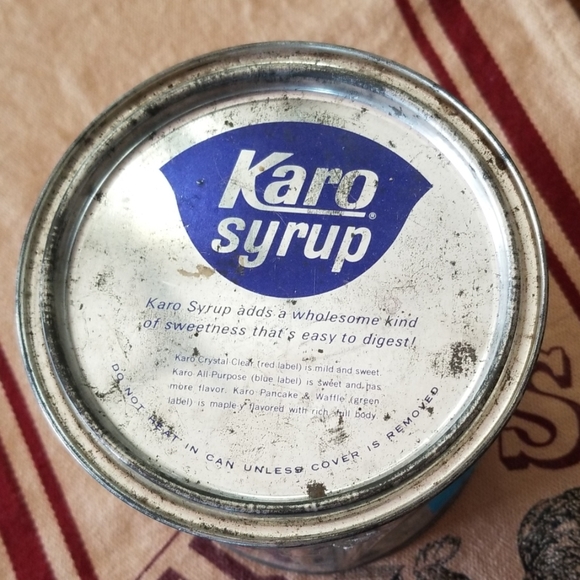 Karo®
syrup
Karo Syrup adds a wholesome kind
of sweetness that's easy to digest!
Karo Crystal Clear (red label) is mild and sweet.
Karo All Purpose (blue label) is sweet and has
more flavor. Karo Pancake & Waffle (green
label) is maple-y flavored with rich, full body
DO NOT HEAT IN CAN UNLESS COVER IS REMOVED
S